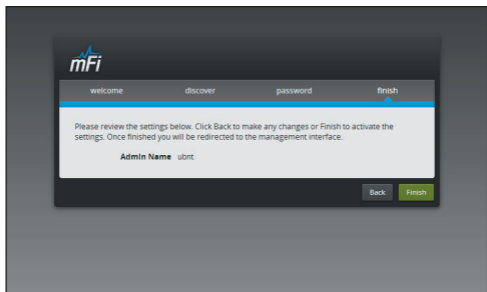 mFi
welcome discover password finish
Please review the settings below. Click Back to make any changes or Finish to activate the
settings. Once finished you will be redirected to the management interface.
Admin Name ubnt
Back Finish